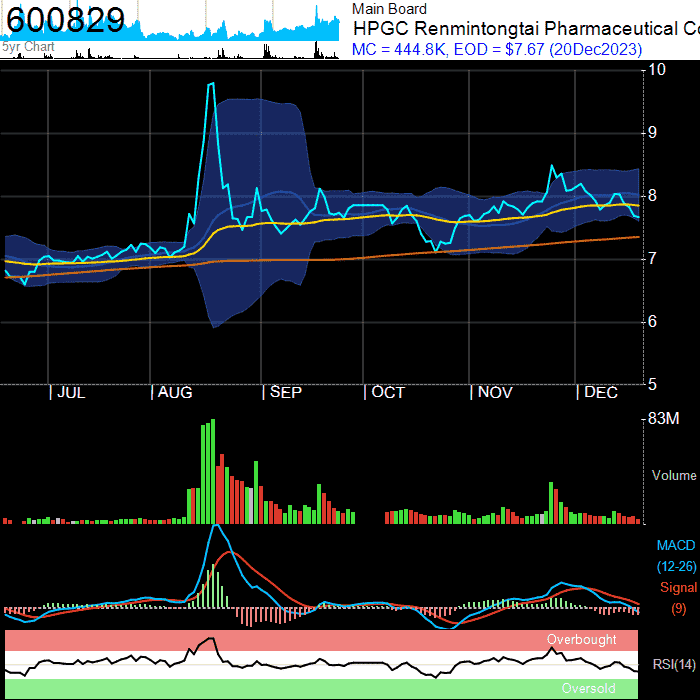 600829
5yr Chart
Main Board
HPGC Renmintongtai Pharmaceutical Co
MC = 444.8K, EOD = $7.67 (20Dec2023)
10
9
8
7
6
5
| JUL | AUG | SEP | OCT | NOV | DEC
83M
Volume
MACD
(12-26)
Signal
(9)
Overbought
RSI(14)
Oversold